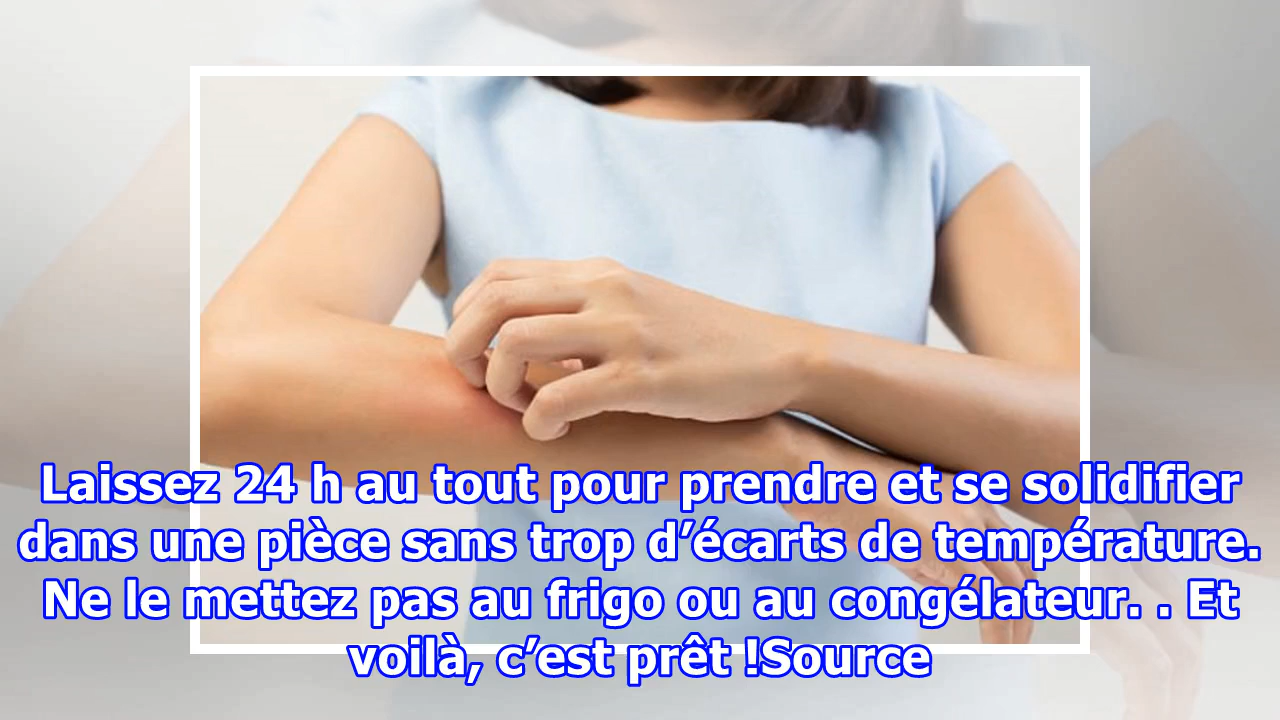 Laissez 24 h au tout pour prendre et se solidifier
dans une pièce sans trop d’écarts de température.
Ne le mettez pas au frigo ou au congélateur. . Et
voilà, c’est prêt !Source